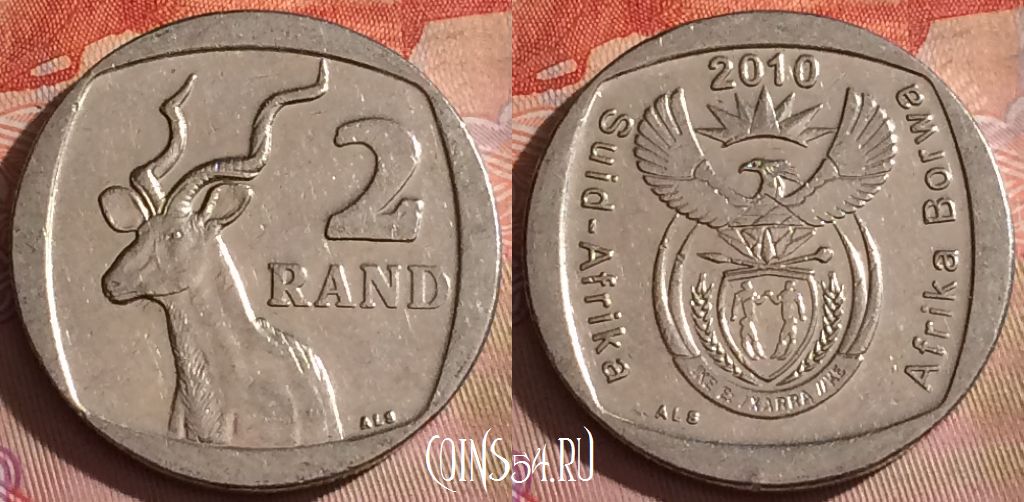 2
RAND
ALS
2010
Suid-Afrika
Afrika Borwa
ALS
COINS54.RU